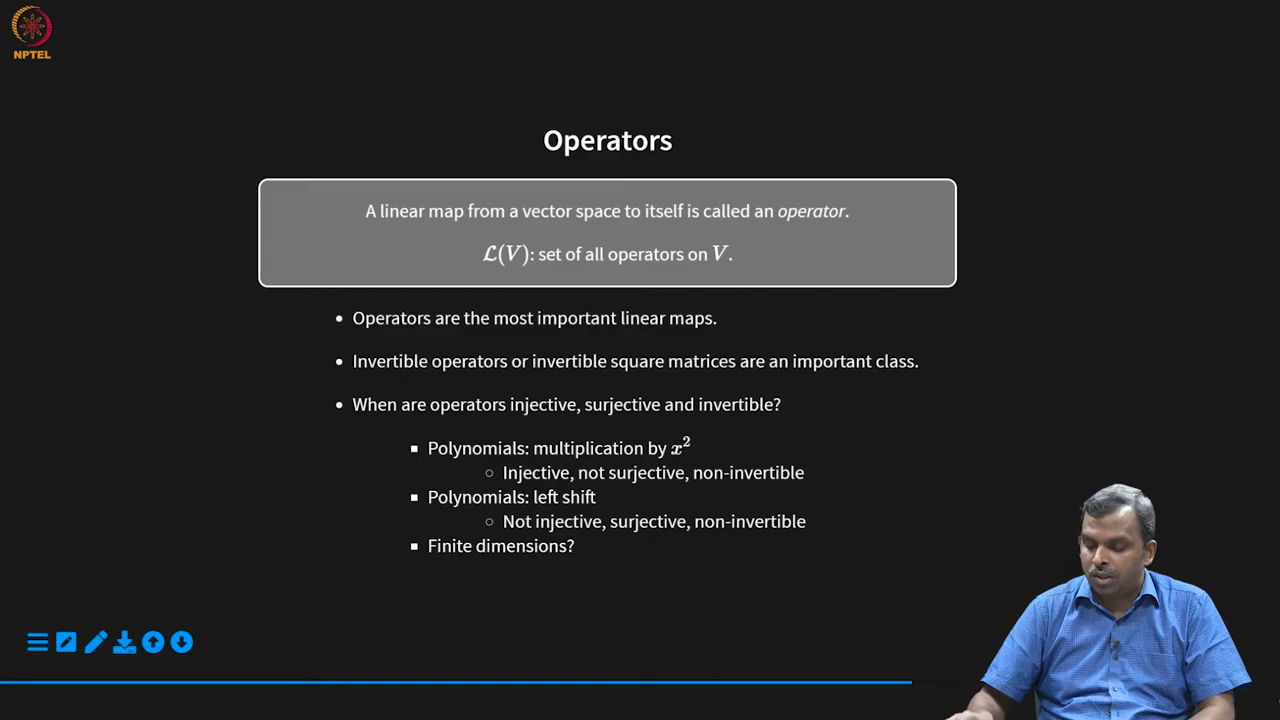 NPTEL
Operators
A linear map from a vector space to itself is called an operator.
ℒ(V): set of all operators on V.
• Operators are the most important linear maps.
• Invertible operators or invertible square matrices are an important class.
• When are operators injective, surjective and invertible?
▪ Polynomials: multiplication by x²
○ Injective, not surjective, non-invertible
▪ Polynomials: left shift
○ Not injective, surjective, non-invertible
▪ Finite dimensions?